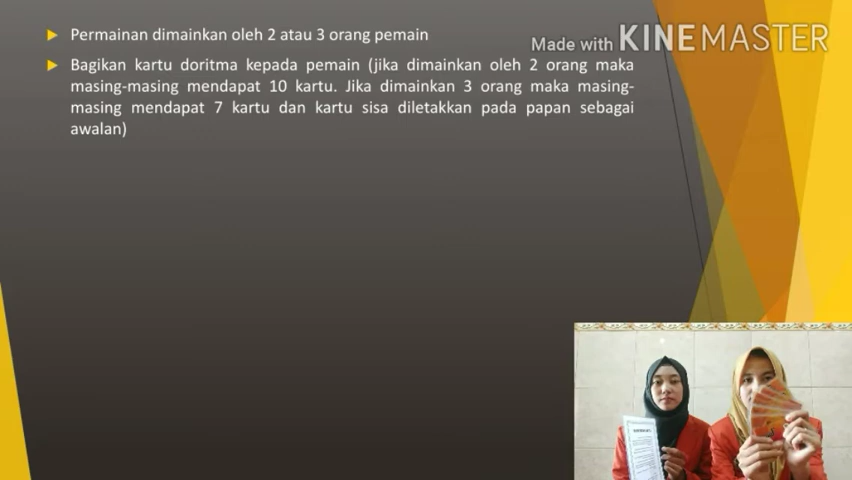 Permainan dimainkan oleh 2 atau 3 orang pemain
Made with KINEMASTER
Bagikan kartu doritma kepada pemain (jika dimainkan oleh 2 orang maka
masing-masing mendapat 10 kartu. Jika dimainkan 3 orang maka masing-
masing mendapat 7 kartu dan kartu sisa diletakkan pada papan sebagai
awalan)